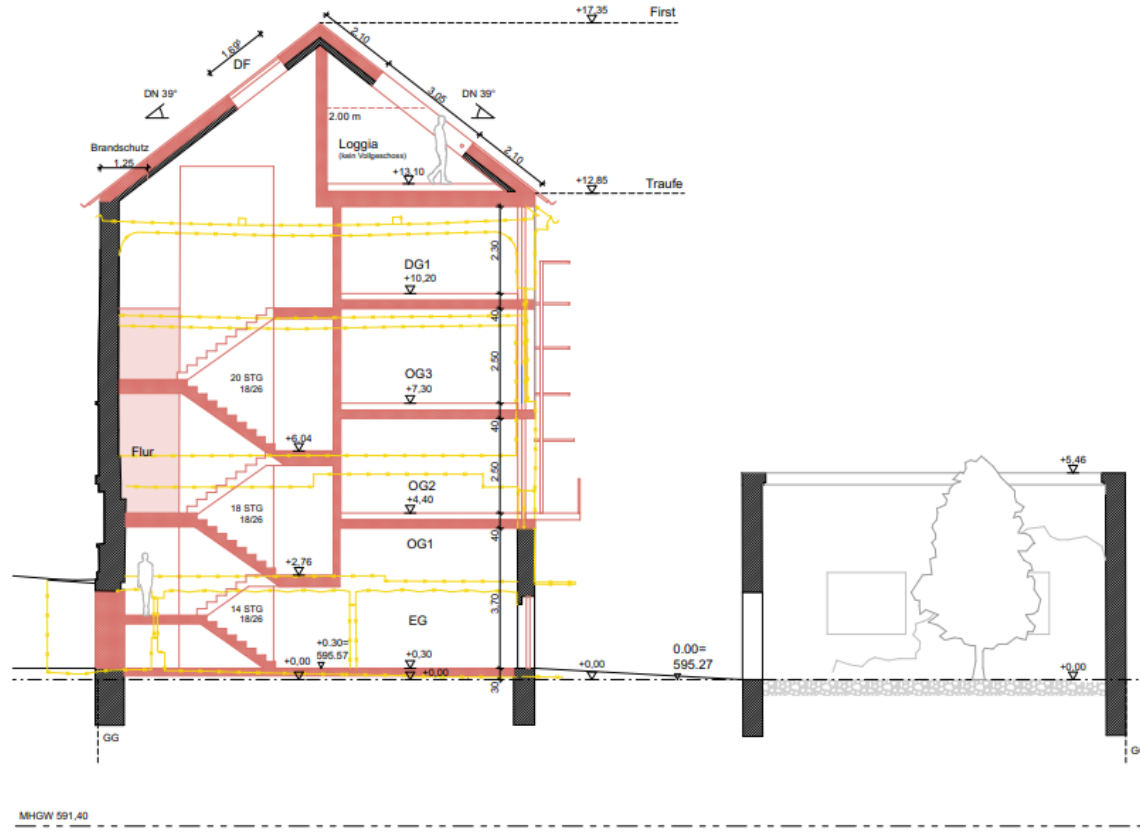 +17,35
First
2.10
1.69⁵
DF
DN 39°
3.05
DN 39°
2.00 m
Brandschutz
1.25
Loggia
(kein Vollgeschoss)
2.10
+13,10
+12,85
Traufe
2.30
DG1
+10,20
40
20 STG
18/26
OG3
+7,30
2.50
40
+6,04
Flur
2.50
OG2
+4,40
18 STG
18/26
40
OG1
+5,46
+2,76
14 STG
18/26
3.70
EG
+0.30=
595.57
+0,30
+0,00
+0,00
30
+0,00
0.00=
595.27
+0,00
GG
G
MHGW 591,40